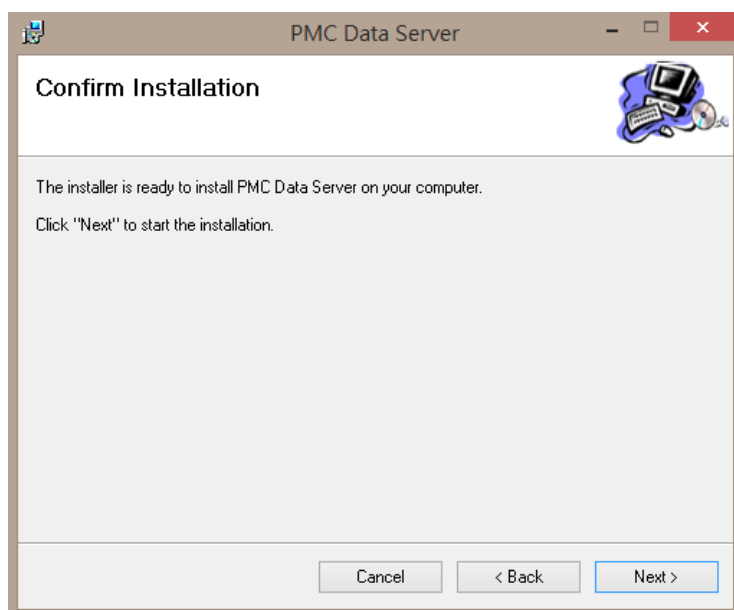 PMC Data Server
Confirm Installation
The installer is ready to install PMC Data Server on your computer.
Click "Next" to start the installation.
Cancel
< Back
Next >